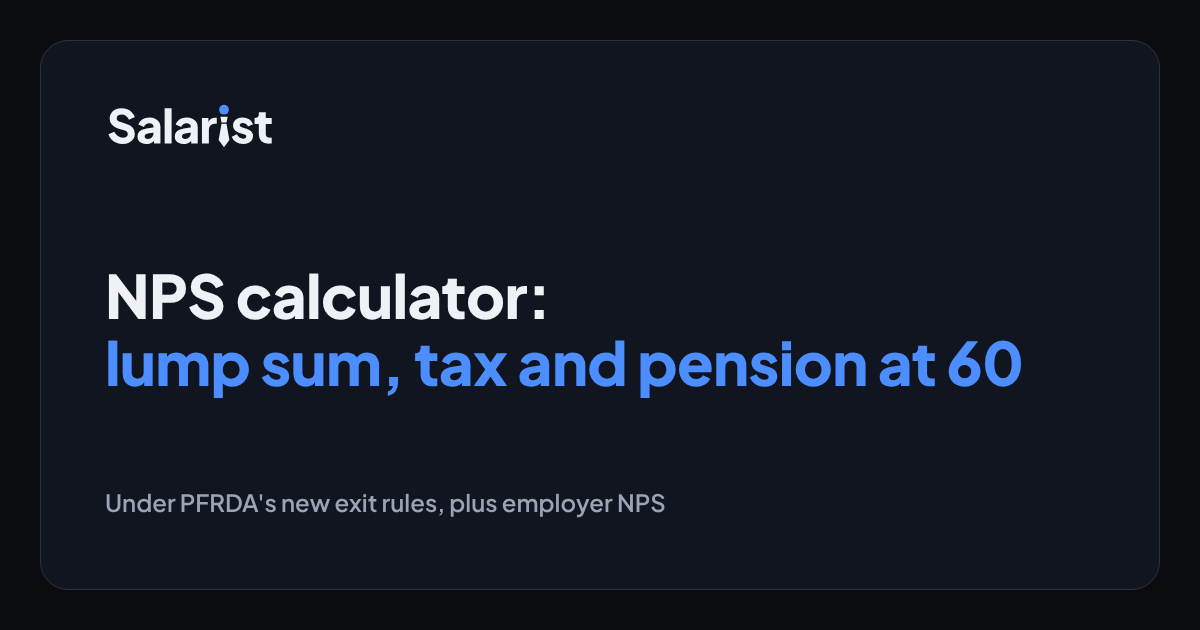 Salarist
NPS calculator:
lump sum, tax and pension at 60
Under PFRDA's new exit rules, plus employer NPS